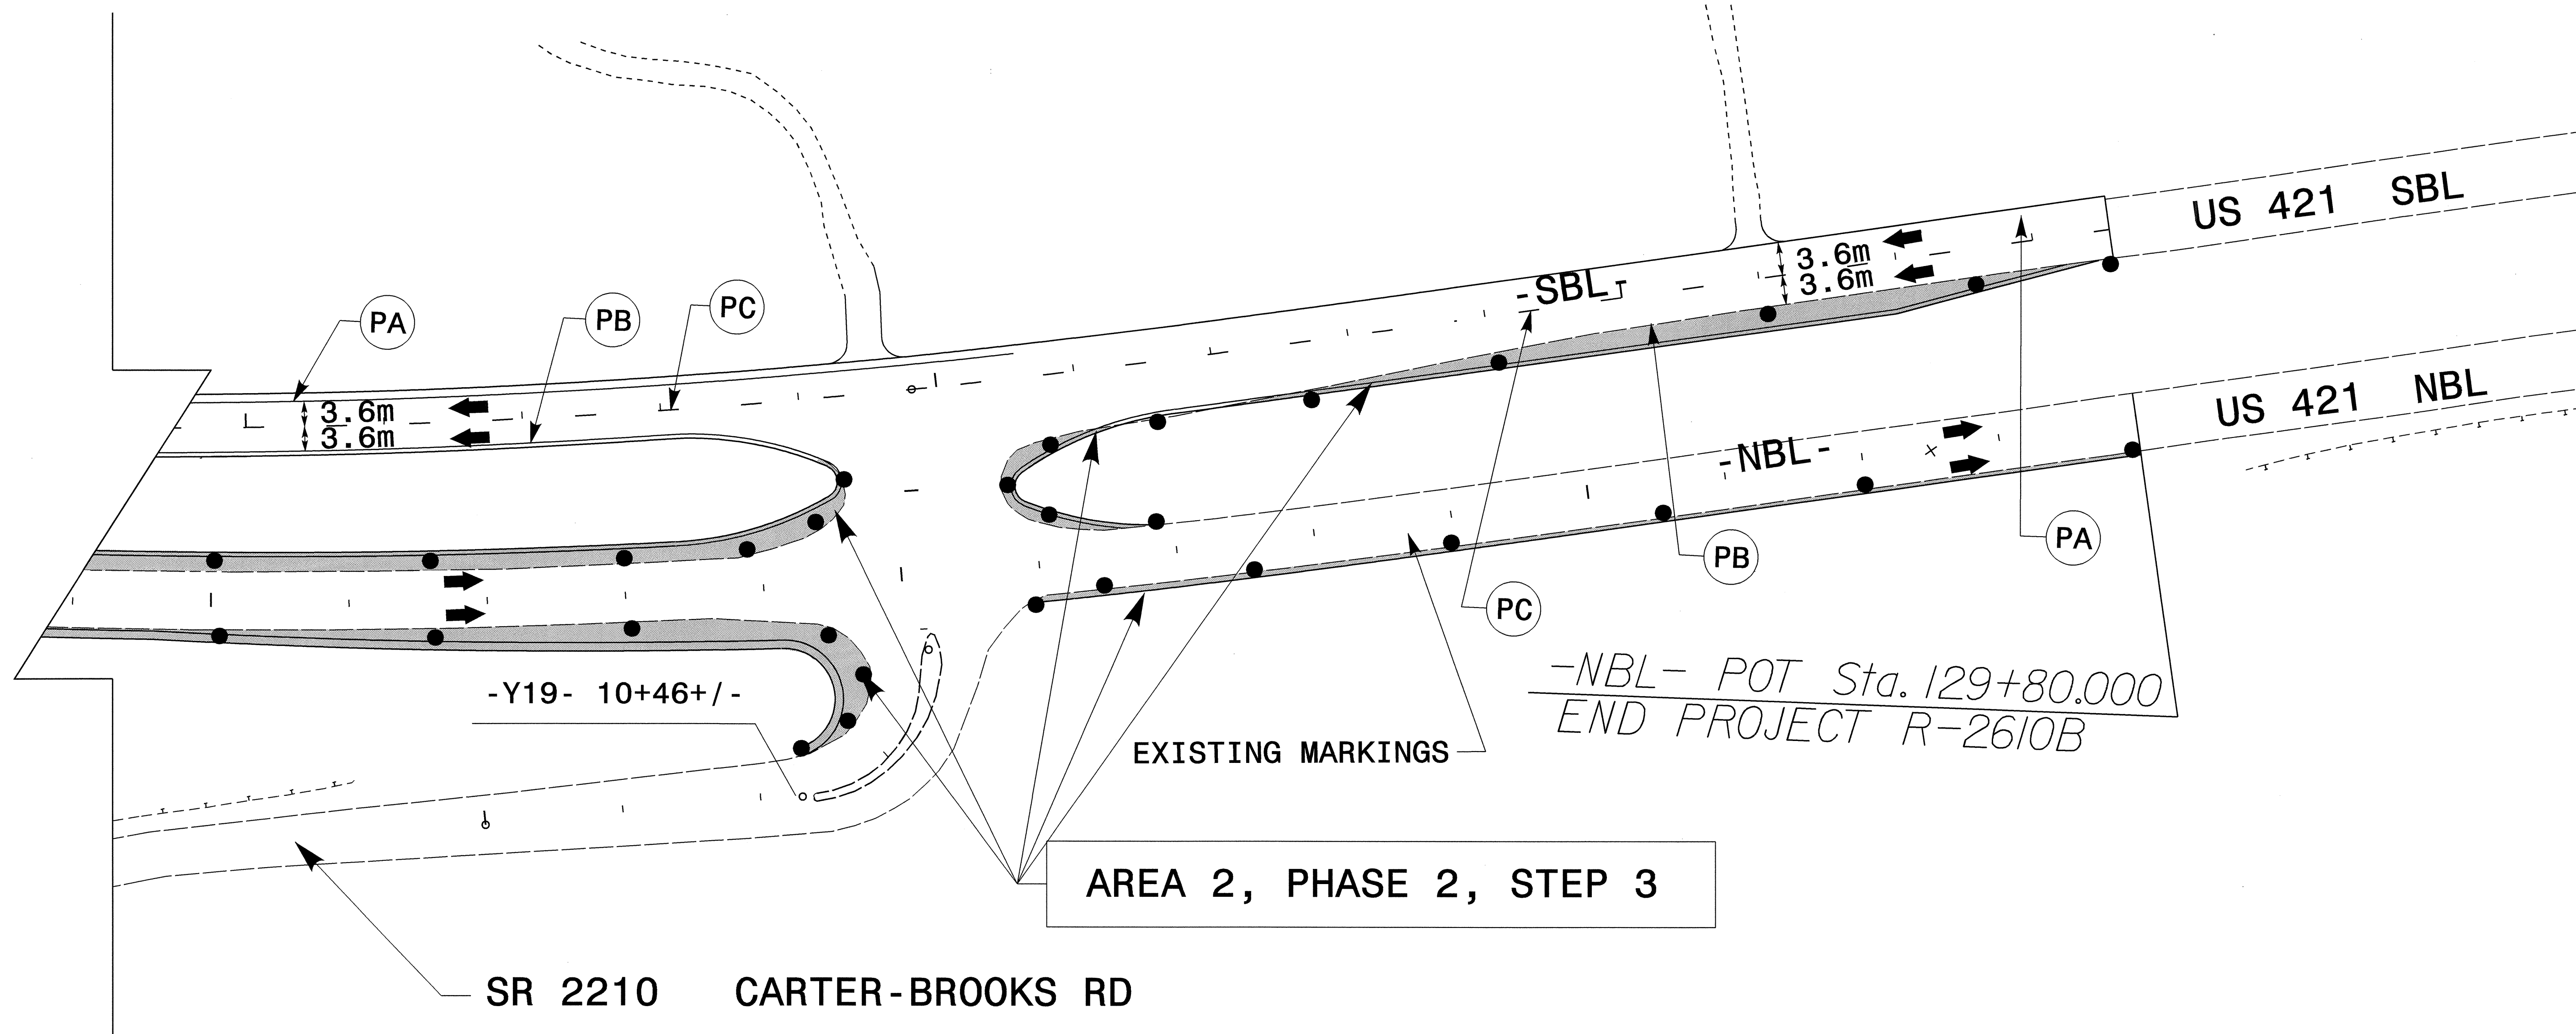 US 421 SBL
3.6m
3.6m
-SBL-
PA
PB
PC
3.6m
3.6m
US 421 NBL
-NBL-
PA
PB
PC
-NBL- POT Sta. 129+80.000
END PROJECT R-2610B
-Y19- 10+46+/-
EXISTING MARKINGS
AREA 2, PHASE 2, STEP 3
SR 2210 CARTER-BROOKS RD